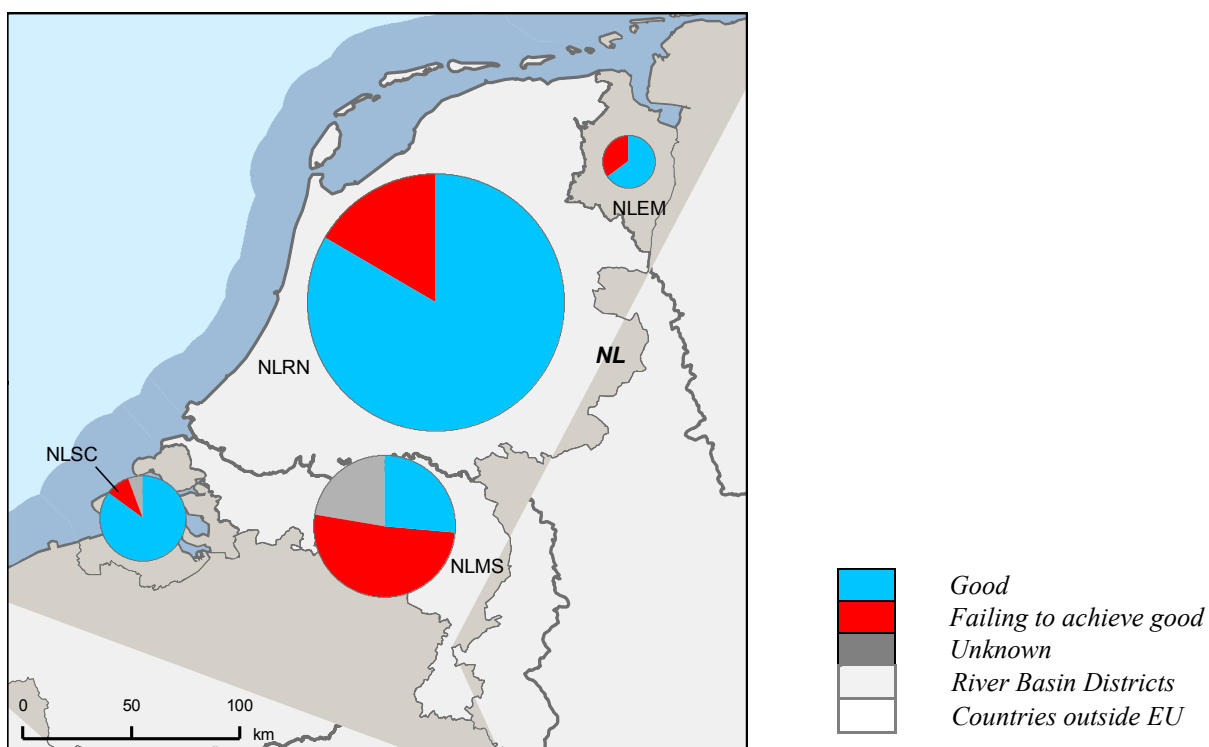 NLEM
NLRN
NL
NLSC
NLMS
0 50 100
km
Good
Failing to achieve good
Unknown
River Basin Districts
Countries outside EU